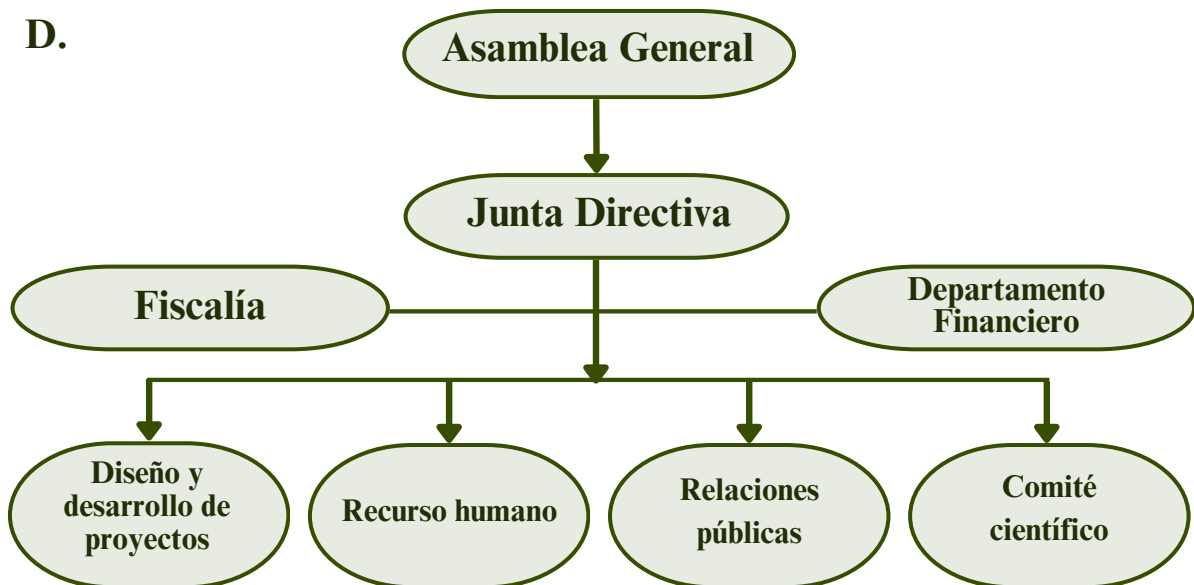 D.
Asamblea General
Junta Directiva
Fiscalía
Departamento
Financiero
Diseño y
desarrollo de
proyectos
Recurso humano
Relaciones
públicas
Comité
científico